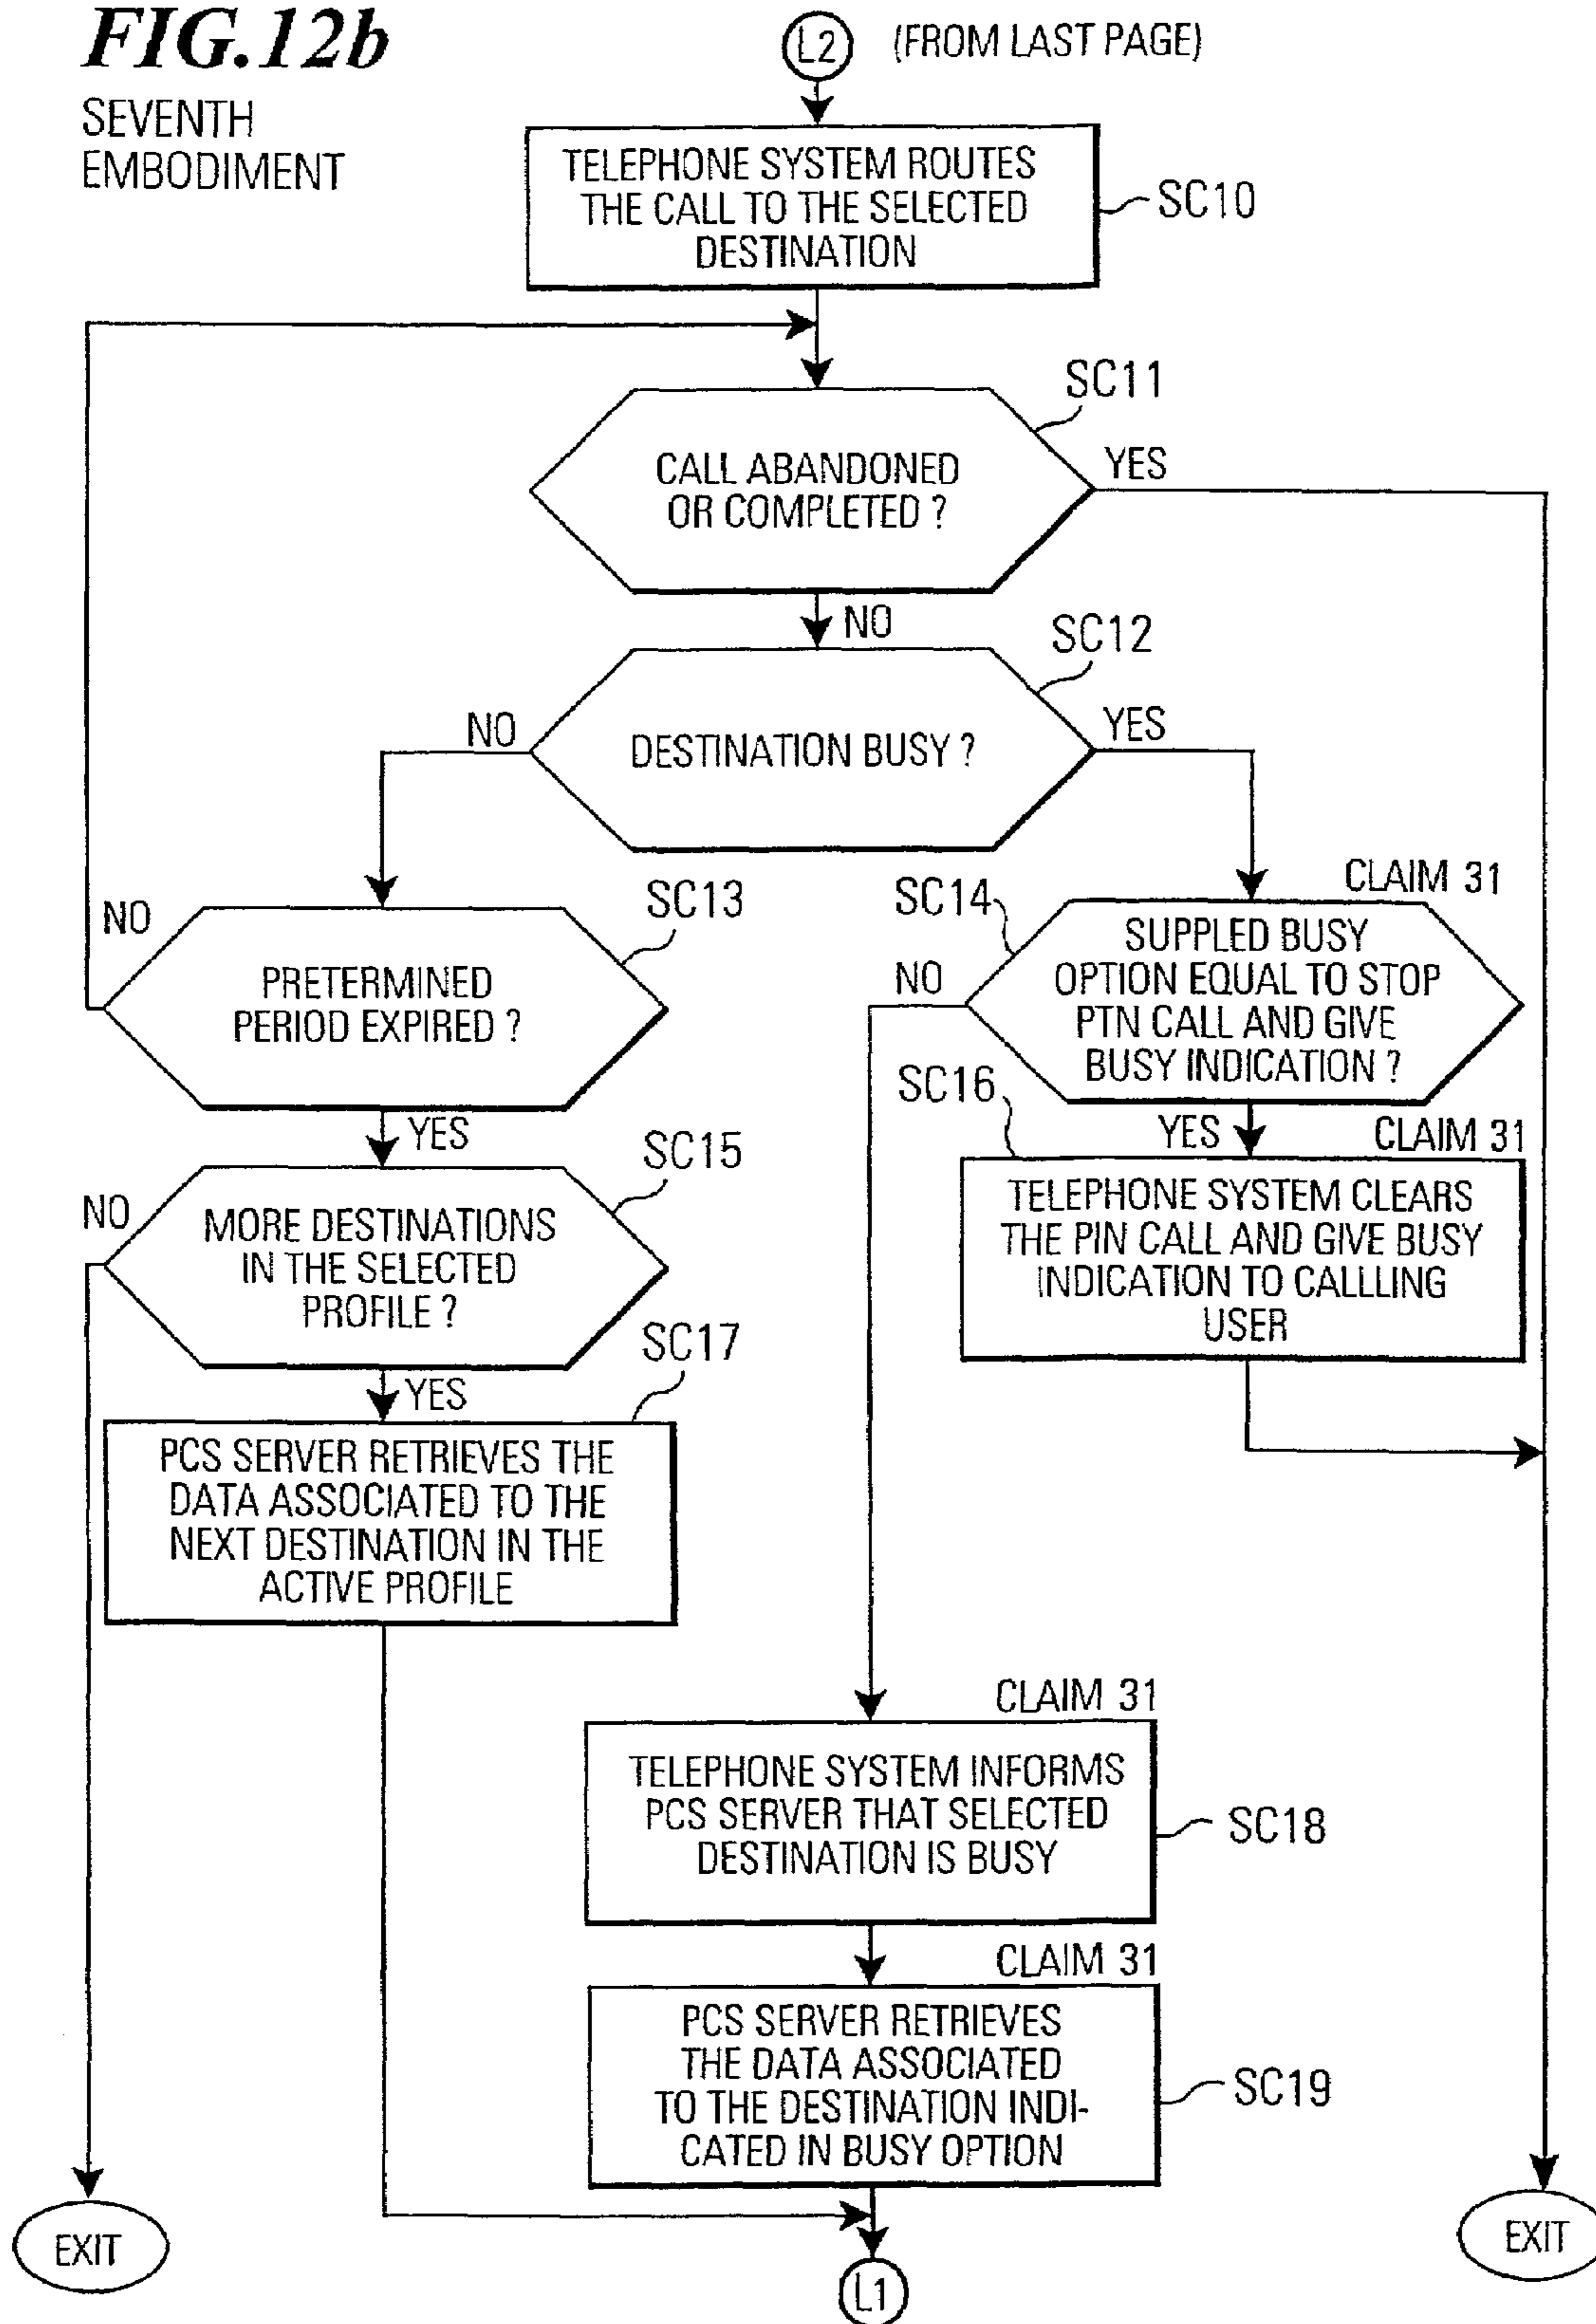 FIG.12b
SEVENTH
EMBODIMENT
L2 (FROM LAST PAGE)
TELEPHONE SYSTEM ROUTES
THE CALL TO THE SELECTED
DESTINATION
SC10
SC11
CALL ABANDONED
OR COMPLETED ?
YES
NO
SC12
DESTINATION BUSY ?
NO
YES
SC13
PRETERMINED
PERIOD EXPIRED ?
NO
YES
CLAIM 31
SC14
SUPPLED BUSY
OPTION EQUAL TO STOP
PTN CALL AND GIVE
BUSY INDICATION ?
NO
YES
SC15
MORE DESTINATIONS
IN THE SELECTED
PROFILE ?
NO
YES
SC16
CLAIM 31
TELEPHONE SYSTEM CLEARS
THE PIN CALL AND GIVE BUSY
INDICATION TO CALLLING
USER
SC17
PCS SERVER RETRIEVES THE
DATA ASSOCIATED TO THE
NEXT DESTINATION IN THE
ACTIVE PROFILE
CLAIM 31
TELEPHONE SYSTEM INFORMS
PCS SERVER THAT SELECTED
DESTINATION IS BUSY
SC18
CLAIM 31
PCS SERVER RETRIEVES
THE DATA ASSOCIATED
TO THE DESTINATION INDI-
CATED IN BUSY OPTION
SC19
EXIT
L1
EXIT